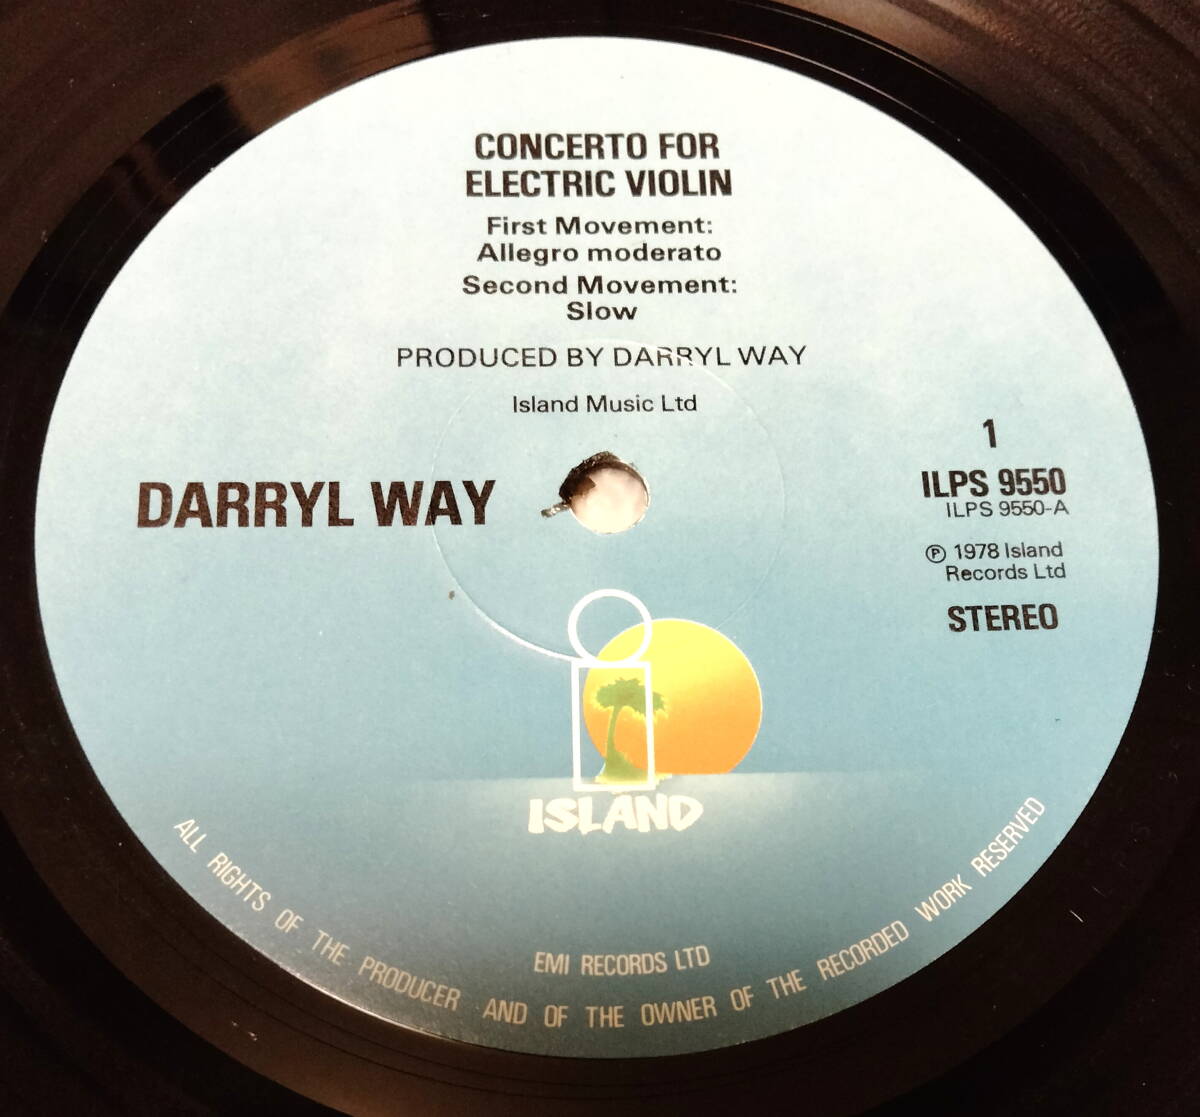 CONCERTO FOR
ELECTRIC VIOLIN
First Movement:
Allegro moderato
Second Movement:
Slow
PRODUCED BY DARRYL WAY
Island Music Ltd
DARRYL WAY
1
ILPS 9550
ILPS 9550-A
℗ 1978 Island
Records Ltd
STEREO
ISLAND
EMI RECORDS LTD
ALL RIGHTS OF THE PRODUCER AND OF THE OWNER OF THE RECORDED WORK RESERVED